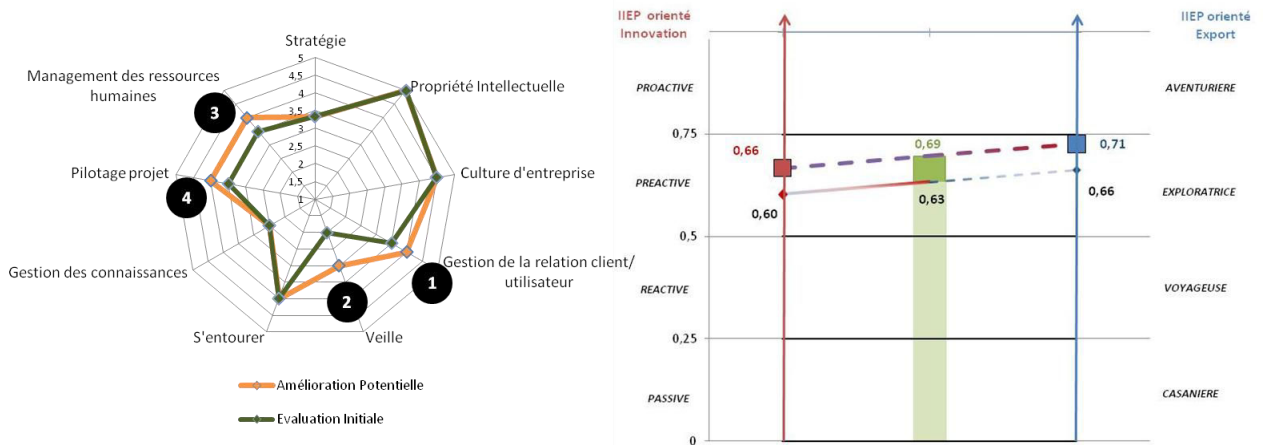 Stratégie
5
4,5
4
3,5
3
2,5
2
1,5
1
Propriété Intellectuelle
Culture d'entreprise
Gestion de la relation client/
utilisateur
1
Veille
2
S'entourer
Gestion des connaissances
Pilotage projet
4
Management des ressources
humaines
3
Amélioration Potentielle
Evaluation Initiale
IIEP orienté
Innovation
IIEP orienté
Export
PROACTIVE
AVENTURIERE
0,75
0,66
0,69
0,71
PREACTIVE
EXPLORATRICE
0,60
0,63
0,66
0,5
REACTIVE
VOYAGEUSE
0,25
PASSIVE
CASANIERE
0